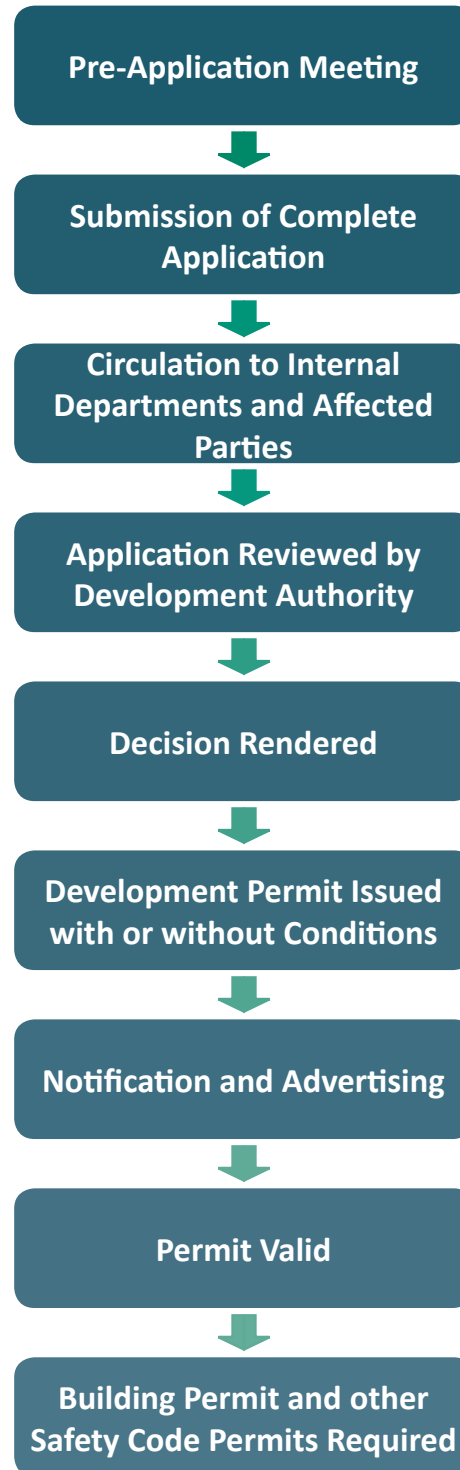 Pre-Application Meeting
Submission of Complete
Application
Circulation to Internal
Departments and Affected
Parties
Application Reviewed by
Development Authority
Decision Rendered
Development Permit Issued
with or without Conditions
Notification and Advertising
Permit Valid
Building Permit and other
Safety Code Permits Required